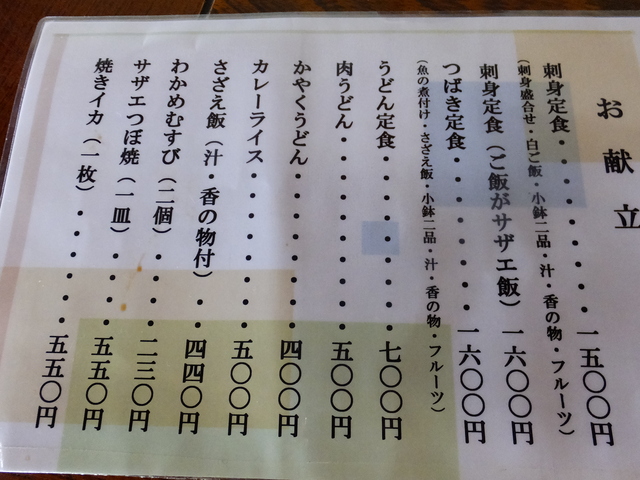 お献立
刺身定食・・・・・・・・一五〇〇円
(刺身盛合せ・白ご飯・小鉢二品・汁・香の物・フルーツ)
刺身定食（ご飯がサザエ飯）一六〇〇円
つばき定食・・・・・・・・一六〇〇円
(魚の煮付け・さざえ飯・小鉢二品・汁・香の物・フルーツ)
うどん定食・・・・・・・・七〇〇円
肉うどん・・・・・・・・・五〇〇円
かやくうどん・・・・・・・四〇〇円
カレーライス・・・・・・・五〇〇円
さざえ飯（汁・香の物付）・・四四〇円
わかめむすび（二個）・・・・二三〇円
サザエつぼ焼（一皿）・・・・五五〇円
焼きイカ（一枚）・・・・・・五五〇円